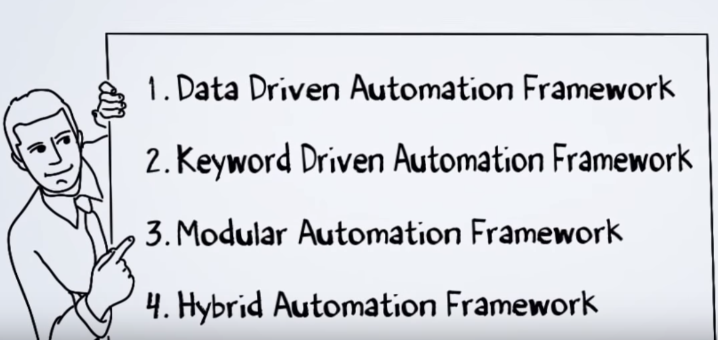 1. Data Driven Automation Framework
2. Keyword Driven Automation Framework
3. Modular Automation Framework
4. Hybrid Automation Framework